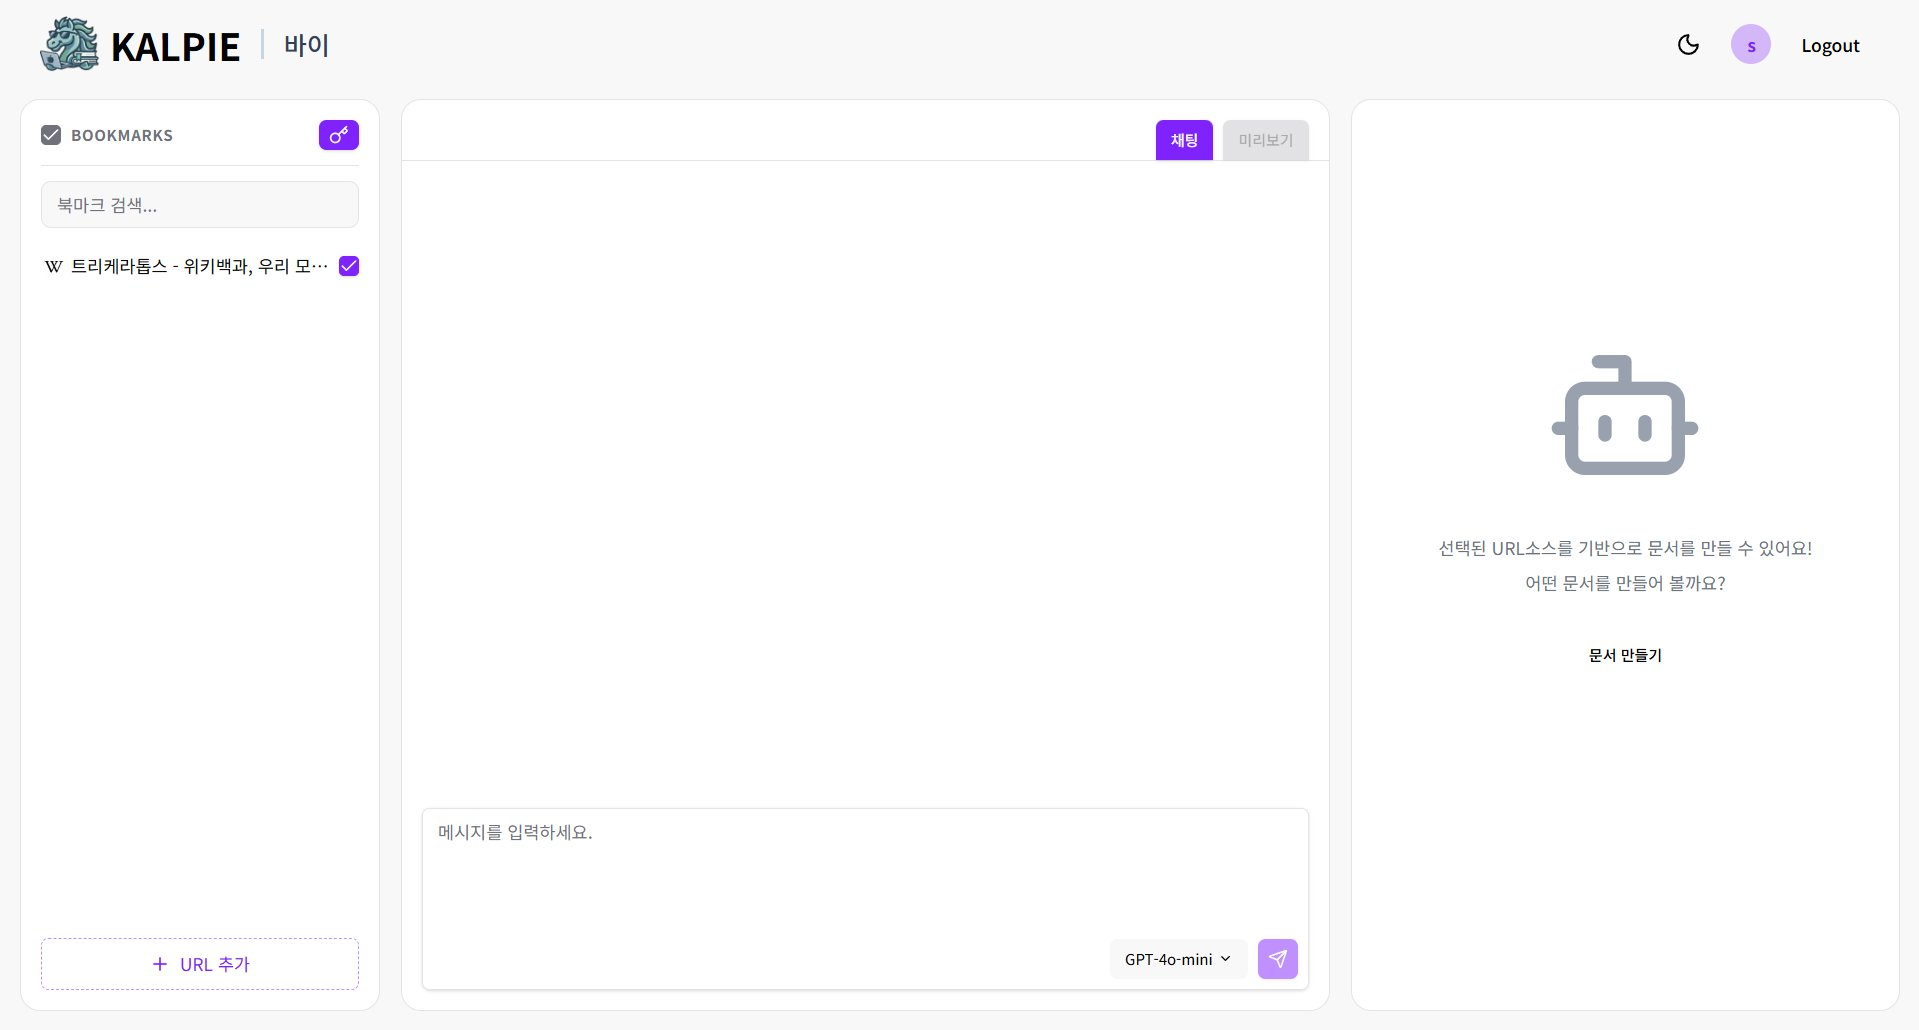 KALPIE
바이
s
Logout
BOOKMARKS
북마크 검색...
W 트리케라톱스 - 위키백과, 우리 모…
URL 추가
채팅
미리보기
메시지를 입력하세요.
GPT-4o-mini
선택된 URL소스를 기반으로 문서를 만들 수 있어요!
어떤 문서를 만들어 볼까요?
문서 만들기